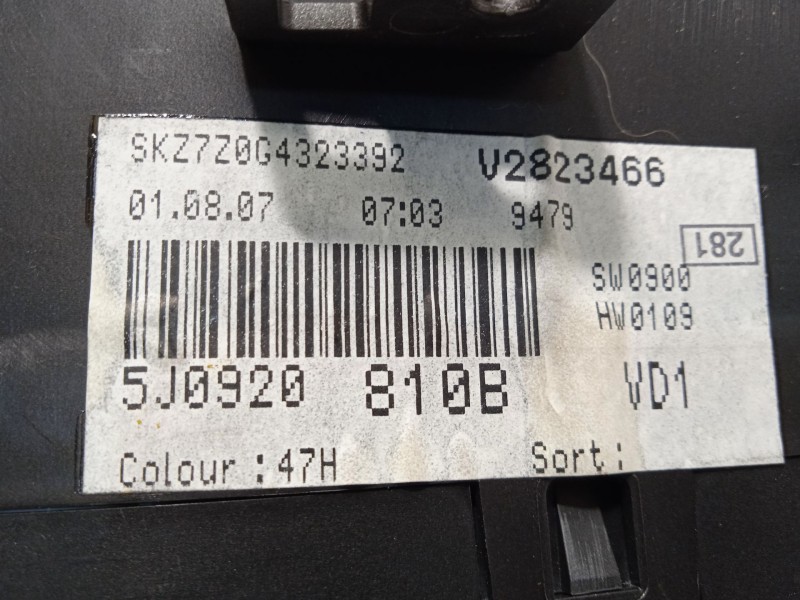 SKZ7Z0G4323392 V2823466
01.08.07 07:03 9479
281
SW0900
HW0109
5J0920 810B VD1
Colour : 47H Sort :